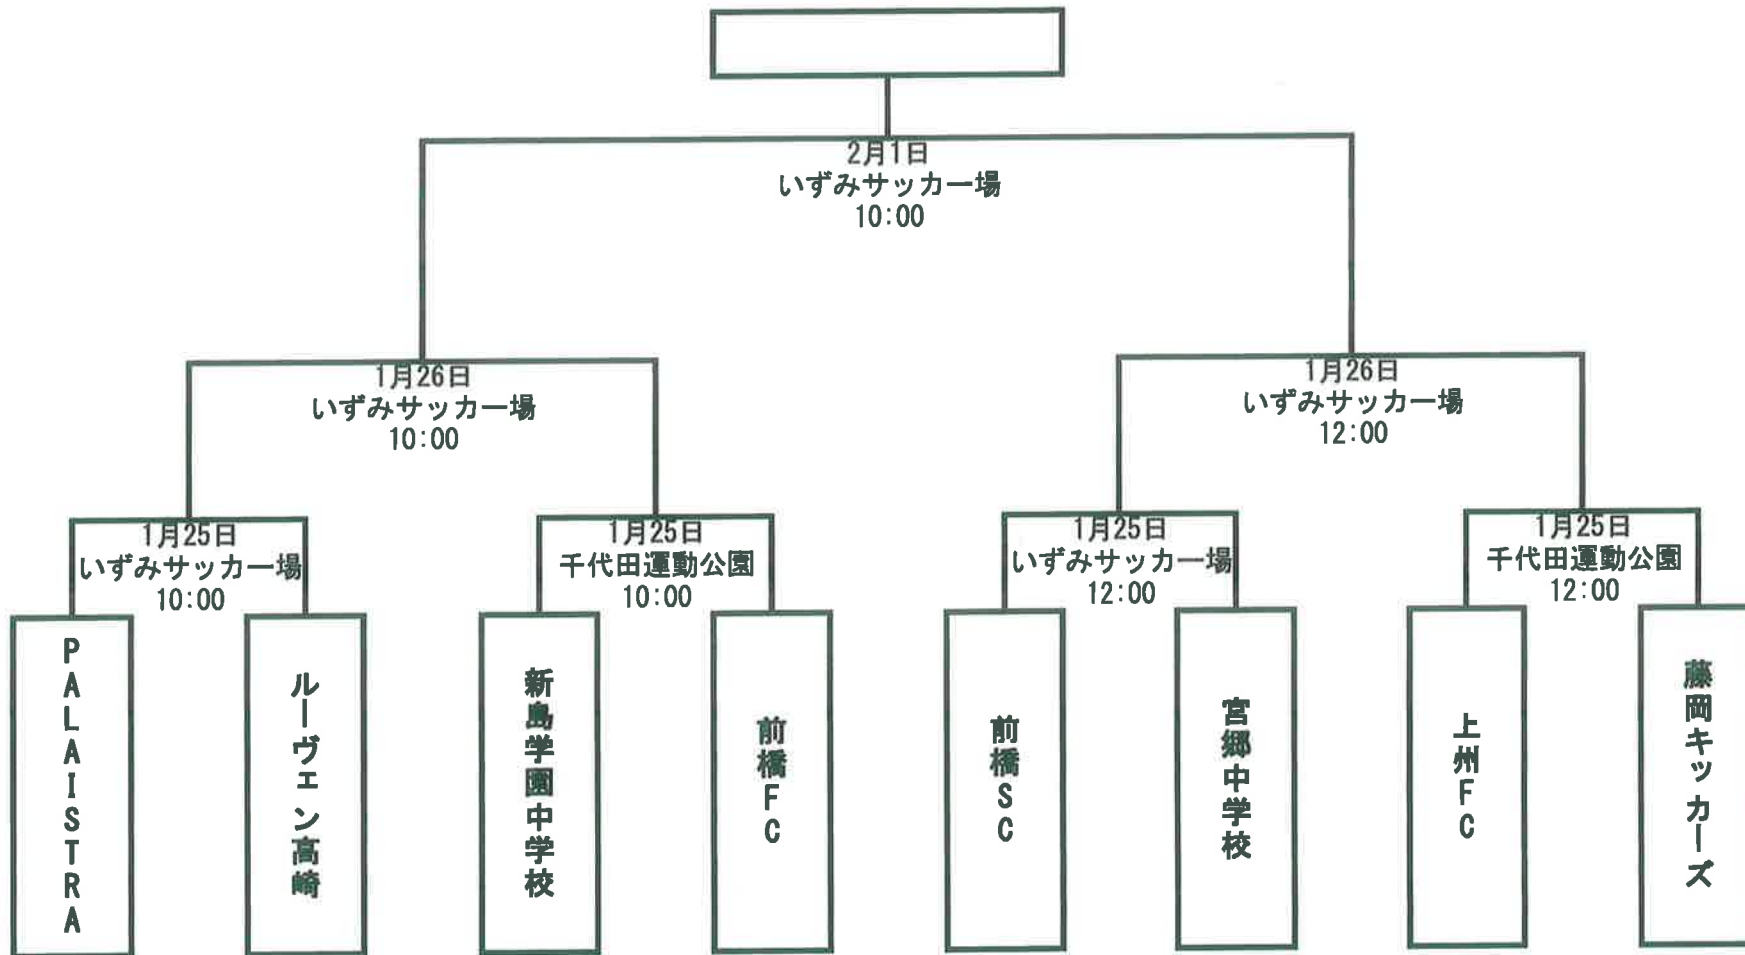 2月1日
いずみサッカー場
10:00
1月26日
いずみサッカー場
10:00
1月26日
いずみサッカー場
12:00
1月25日
いずみサッカー場
10:00
1月25日
千代田運動公園
10:00
1月25日
いずみサッカー場
12:00
1月25日
千代田運動公園
12:00
PALAISTRA
ルーヴェン高崎
新島学園中学校
前橋FC
前橋SC
宮郷中学校
上州FC
藤岡キッカーズ